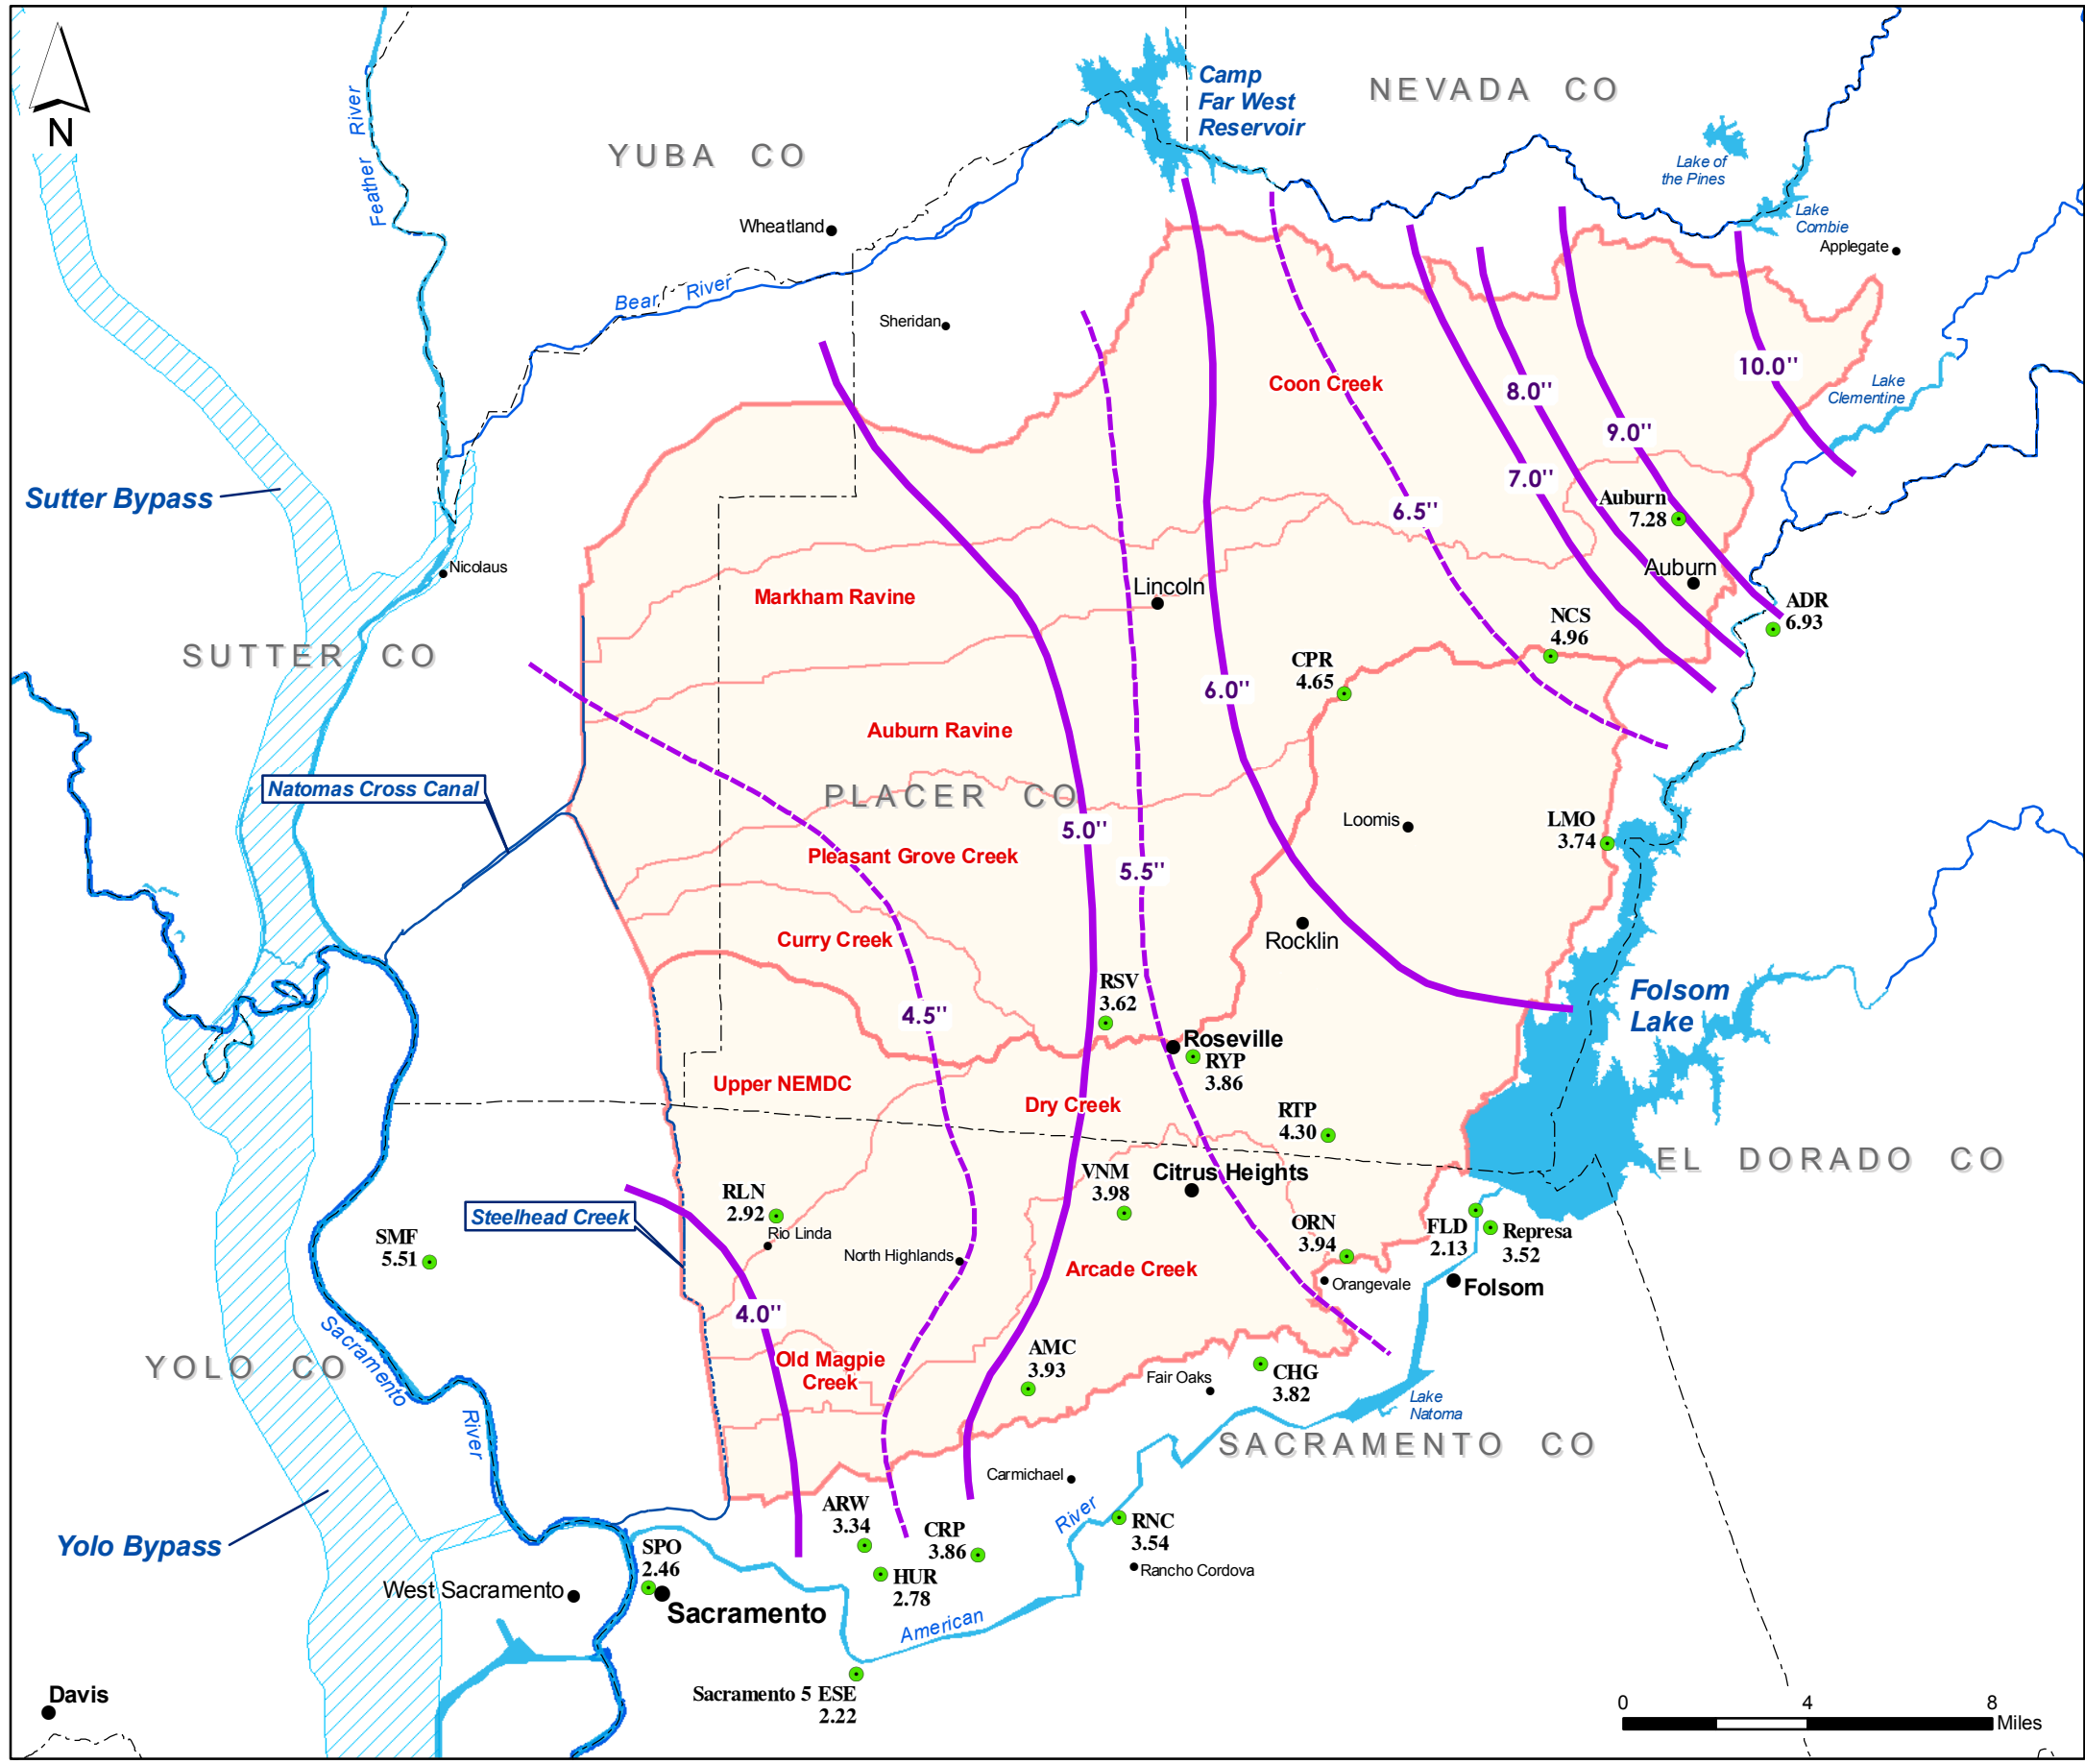 N
Feather River
YUBA CO
Camp
Far West
Reservoir
NEVADA CO
Lake of
the Pines
Lake
Combie
Applegate
Wheatland
Bear River
Sheridan
Coon Creek
10.0"
Lake
Clementine
8.0"
9.0"
7.0"
6.5"
Sutter Bypass
Auburn
7.28
Nicolaus
Auburn
Lincoln
Markham Ravine
ADR
6.93
NCS
4.96
SUTTER CO
CPR
4.65
6.0"
Auburn Ravine
Natomas Cross Canal
PLACER CO
5.0"
Loomis
LMO
3.74
Pleasant Grove Creek
5.5"
Curry Creek
Rocklin
RSV
3.62
4.5"
Folsom
Lake
Roseville
RYP
3.86
Upper NEMDC
Dry Creek
RTP
4.30
EL DORADO CO
VNM
3.98
Citrus Heights
RLN
2.92
Rio Linda
Steelhead Creek
SMF
5.51
North Highlands
Arcade Creek
ORN
3.94
FLD
2.13
Represa
3.52
Orangevale
Folsom
4.0"
YOLO CO
Sacramento River
Old Magpie
Creek
AMC
3.93
Fair Oaks
CHG
3.82
Lake
Natoma
SACRAMENTO CO
Carmichael
ARW
3.34
River
RNC
3.54
CRP
3.86
Yolo Bypass
SPO
2.46
HUR
2.78
Rancho Cordova
West Sacramento
Sacramento
American
Sacramento 5 ESE
2.22
Davis
0 4 8
Miles